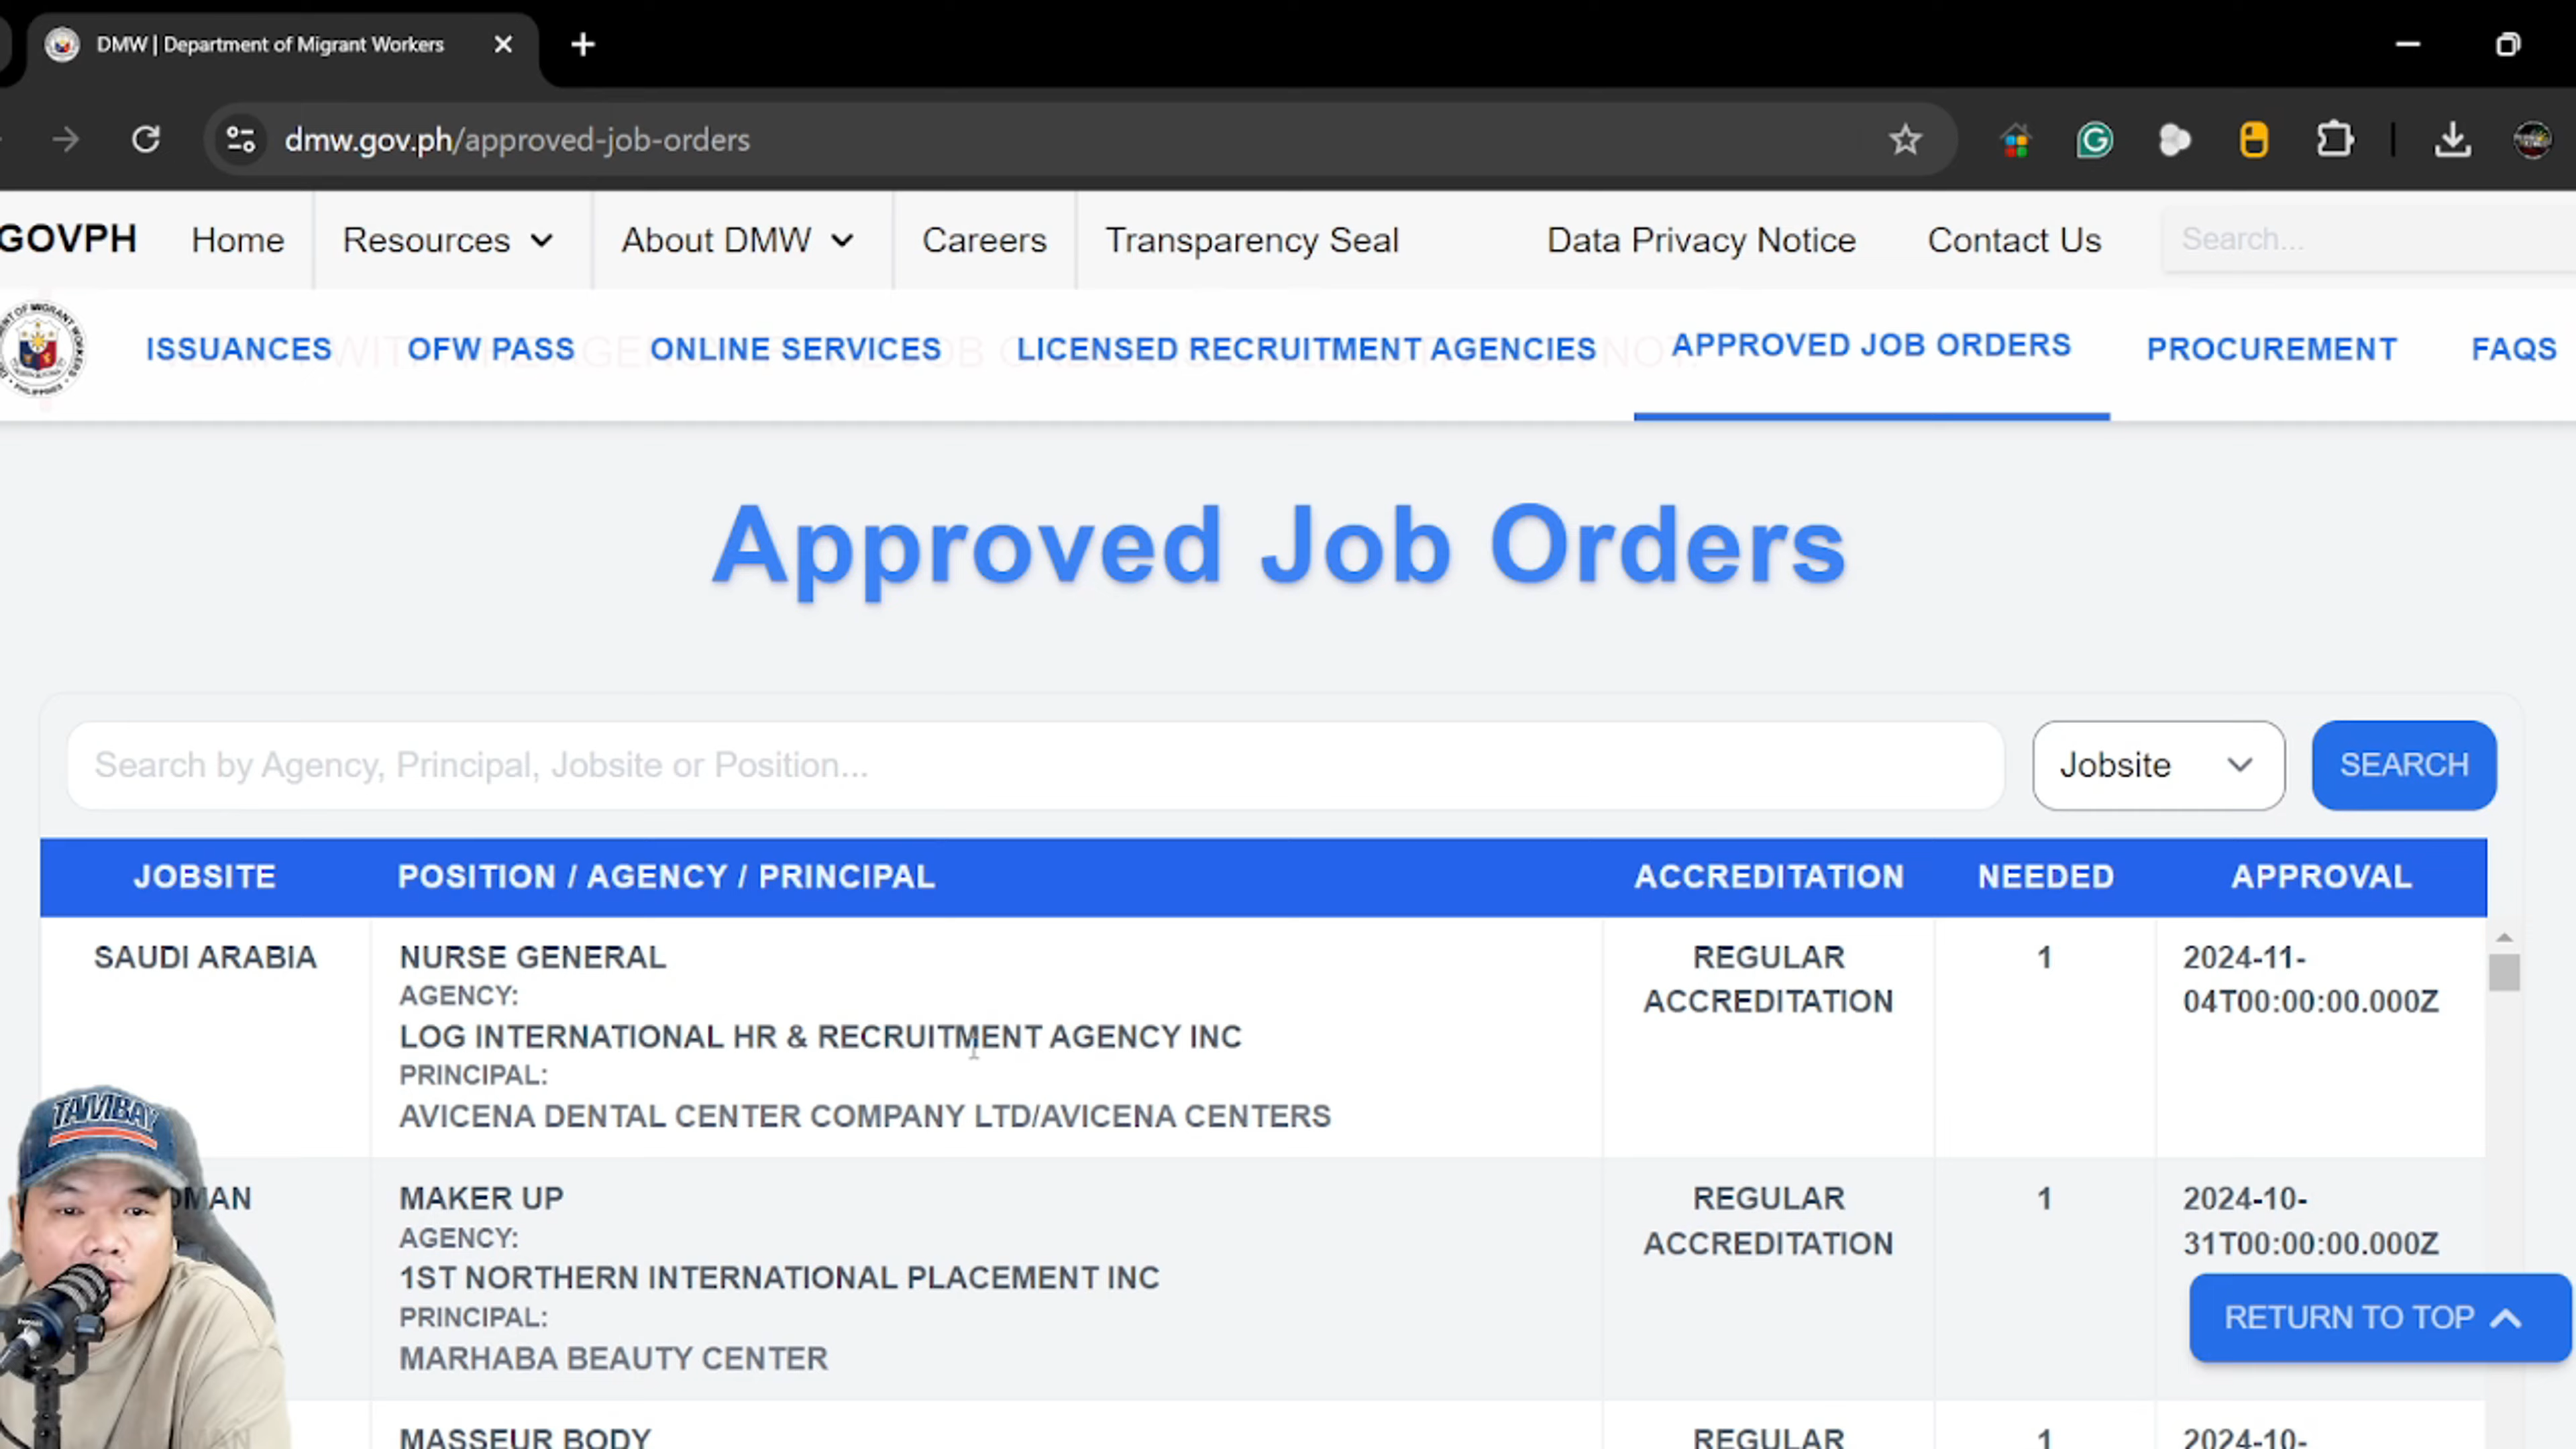 DMW | Department of Migrant Workers
dmw.gov.ph/approved-job-orders
GOVPH Home Resources About DMW Careers Transparency Seal Data Privacy Notice Contact Us Search...
ISSUANCES OFW PASS ONLINE SERVICES LICENSED RECRUITMENT AGENCIES APPROVED JOB ORDERS PROCUREMENT FAQS
Approved Job Orders
Search by Agency, Principal, Jobsite or Position... Jobsite SEARCH
JOBSITE POSITION / AGENCY / PRINCIPAL ACCREDITATION NEEDED APPROVAL
SAUDI ARABIA NURSE GENERAL REGULAR 1 2024-11-
AGENCY:
ACCREDITATION 04T00:00:00.000Z
LOG INTERNATIONAL HR & RECRUITMENT AGENCY INC
PRINCIPAL:
AVICENA DENTAL CENTER COMPANY LTD/AVICENA CENTERS
TAMBAY
OMAN MAKER UP REGULAR 1 2024-10-
AGENCY:
ACCREDITATION 31T00:00:00.000Z
1ST NORTHERN INTERNATIONAL PLACEMENT INC
PRINCIPAL:
RETURN TO TOP
MARHABA BEAUTY CENTER
MASSEUR BODY REGULAR 1 2024-10-